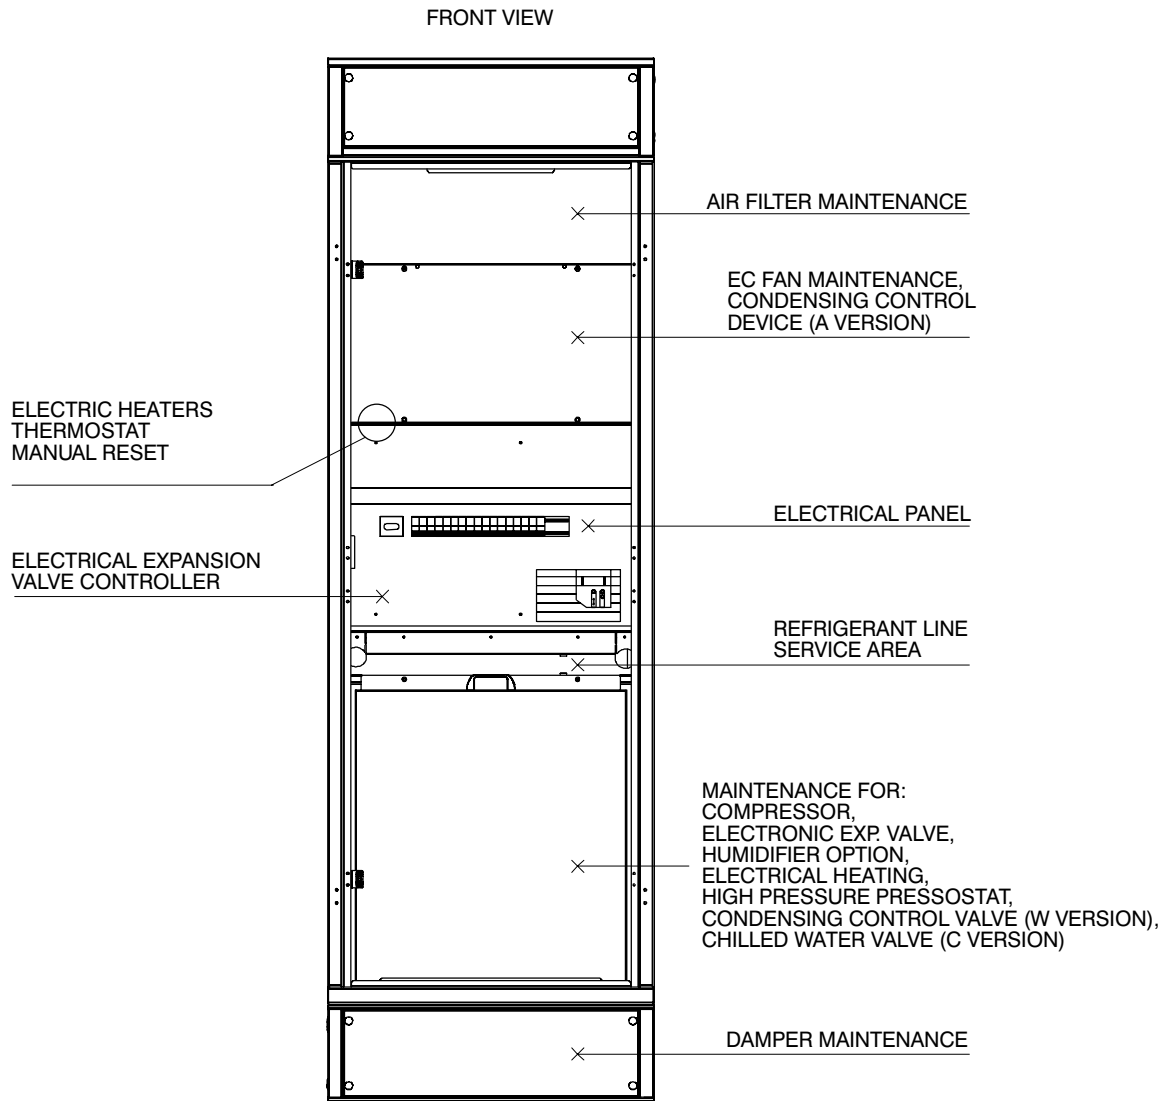 FRONT VIEW
AIR FILTER MAINTENANCE
EC FAN MAINTENANCE,
CONDENSING CONTROL
DEVICE (A VERSION)
ELECTRIC HEATERS
THERMOSTAT
MANUAL RESET
ELECTRICAL PANEL
ELECTRICAL EXPANSION
VALVE CONTROLLER
REFRIGERANT LINE
SERVICE AREA
MAINTENANCE FOR:
COMPRESSOR,
ELECTRONIC EXP. VALVE,
HUMIDIFIER OPTION,
ELECTRICAL HEATING,
HIGH PRESSURE PRESSOSTAT,
CONDENSING CONTROL VALVE (W VERSION),
CHILLED WATER VALVE (C VERSION)
DAMPER MAINTENANCE